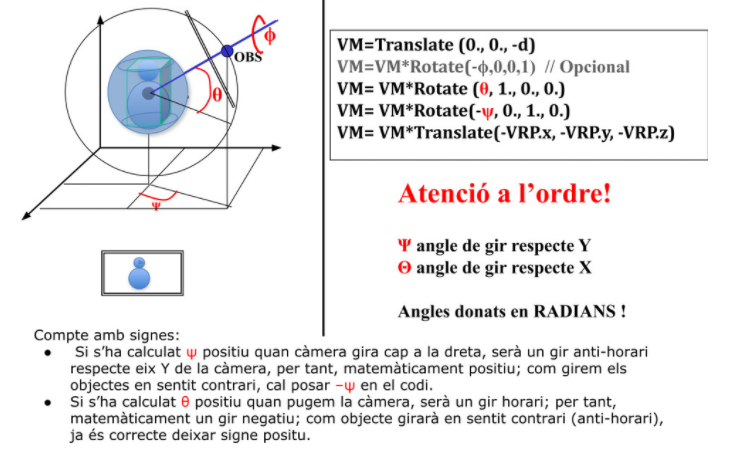 ϕ
OBS
θ
ψ
VM=Translate (0., 0., -d)
VM=VM*Rotate(-ϕ,0,0,1) // Opcional
VM= VM*Rotate (θ, 1., 0., 0.)
VM= VM*Rotate(-ψ, 0., 1., 0.)
VM= VM*Translate(-VRP.x, -VRP.y, -VRP.z)
Atenció a l’ordre!
Ψ angle de gir respecte Y
Θ angle de gir respecte X
Angles donats en RADIANS !
Compte amb signes:
• Si s’ha calculat ψ positiu quan càmera gira cap a la dreta, serà un gir anti-horari
respecte eix Y de la càmera, per tant, matemàticament positiu; com girem els
objectes en sentit contrari, cal posar –ψ en el codi.
• Si s’ha calculat θ positiu quan pugem la càmera, serà un gir horari; per tant,
matemàticament un gir negatiu; com objecte girarà en sentit contrari (anti-horari),
ja és correcte deixar signe positu.